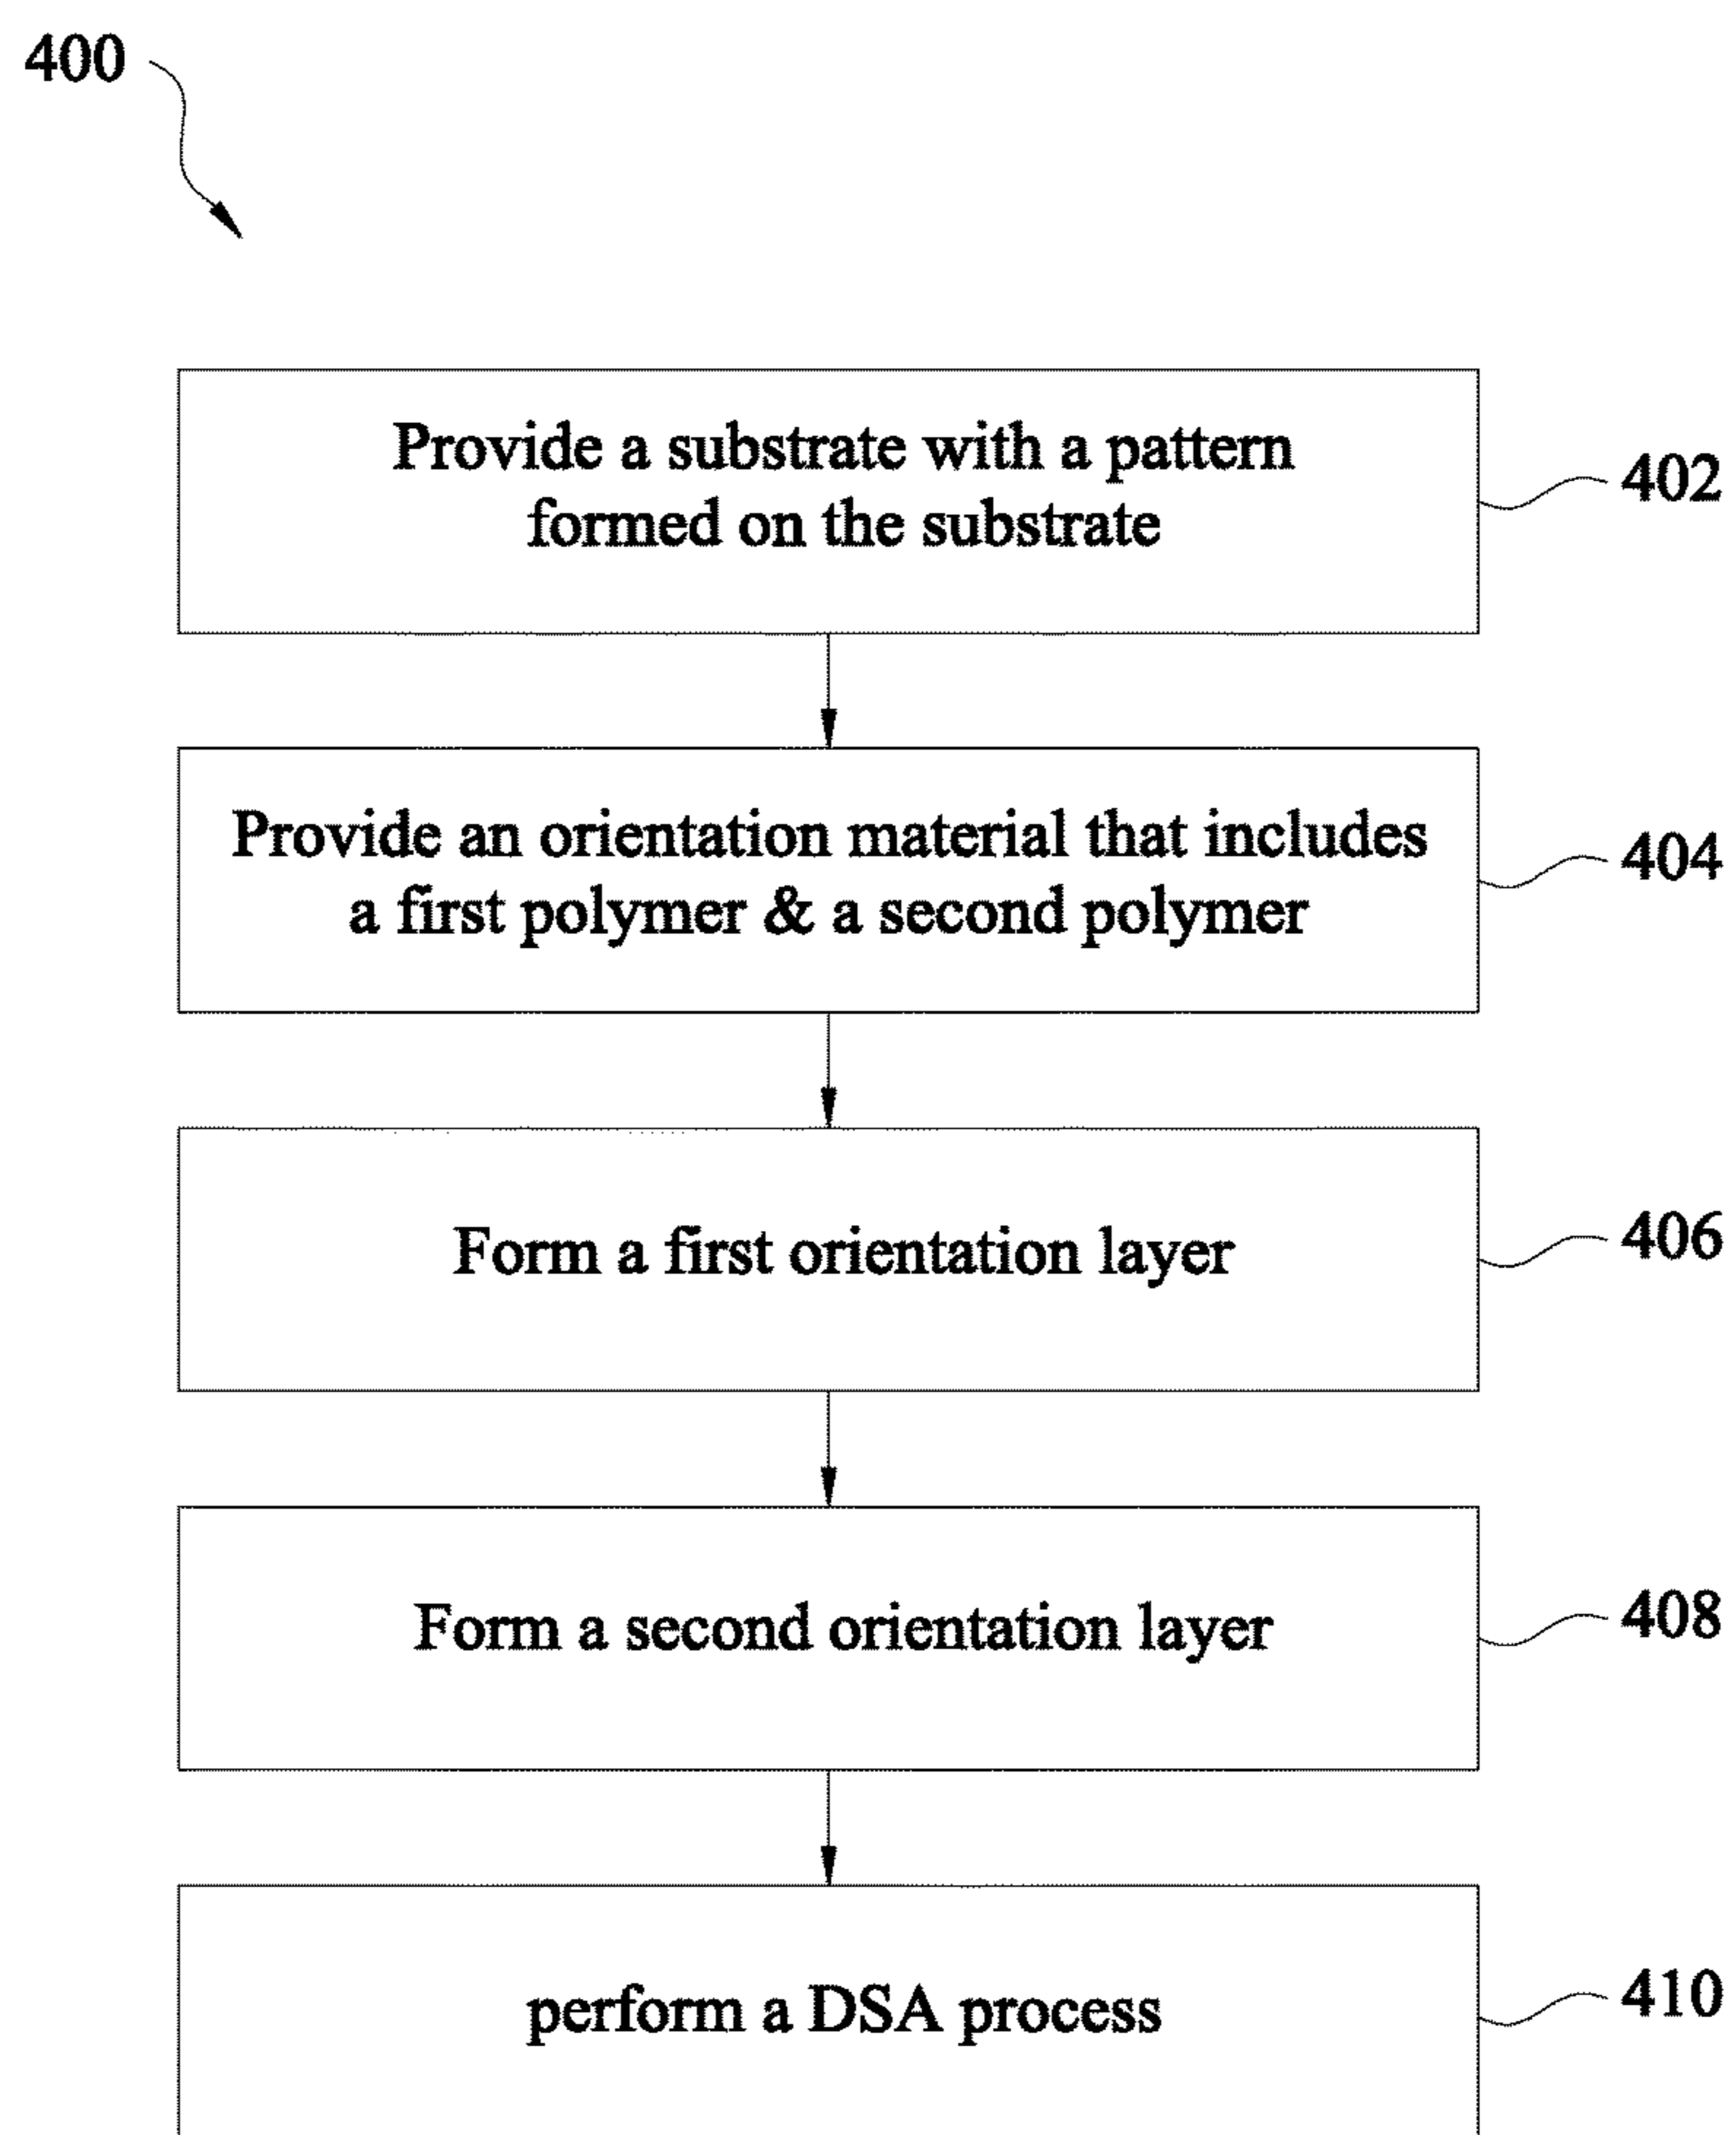 400
Provide a substrate with a pattern
formed on the substrate
402
Provide an orientation material that includes
a first polymer & a second polymer
404
Form a first orientation layer
406
Form a second orientation layer
408
perform a DSA process
410